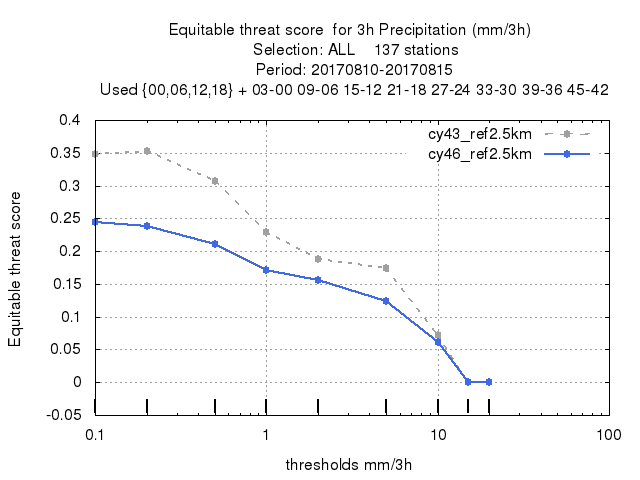 Equitable threat score  for 3h Precipitation (mm/3h)
Selection: ALL    137 stations
Period: 20170810-20170815
Used {00,06,12,18} + 03-00 09-06 15-12 21-18 27-24 33-30 39-36 45-42
cy43_ref2.5km
cy46_ref2.5km
Equitable threat score
0.4
0.35
0.3
0.25
0.2
0.15
0.1
0.05
0
-0.05
0.1 1 10 100
thresholds mm/3h